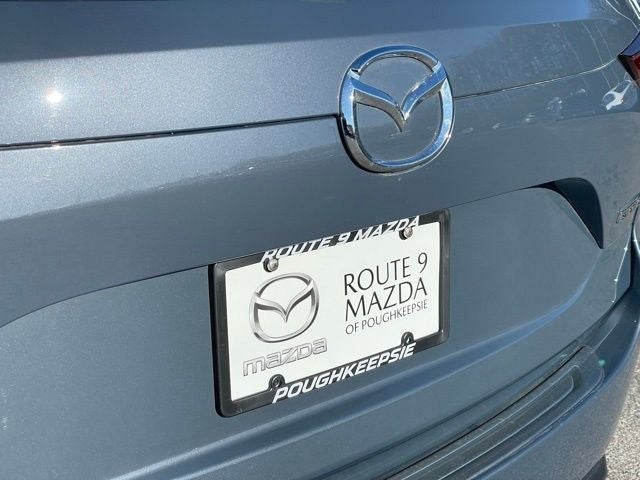 ROUTE 9 MAZDA
ROUTE 9
MAZDA
OF POUGHKEEPSIE
mazda
POUGHKEEPSIE